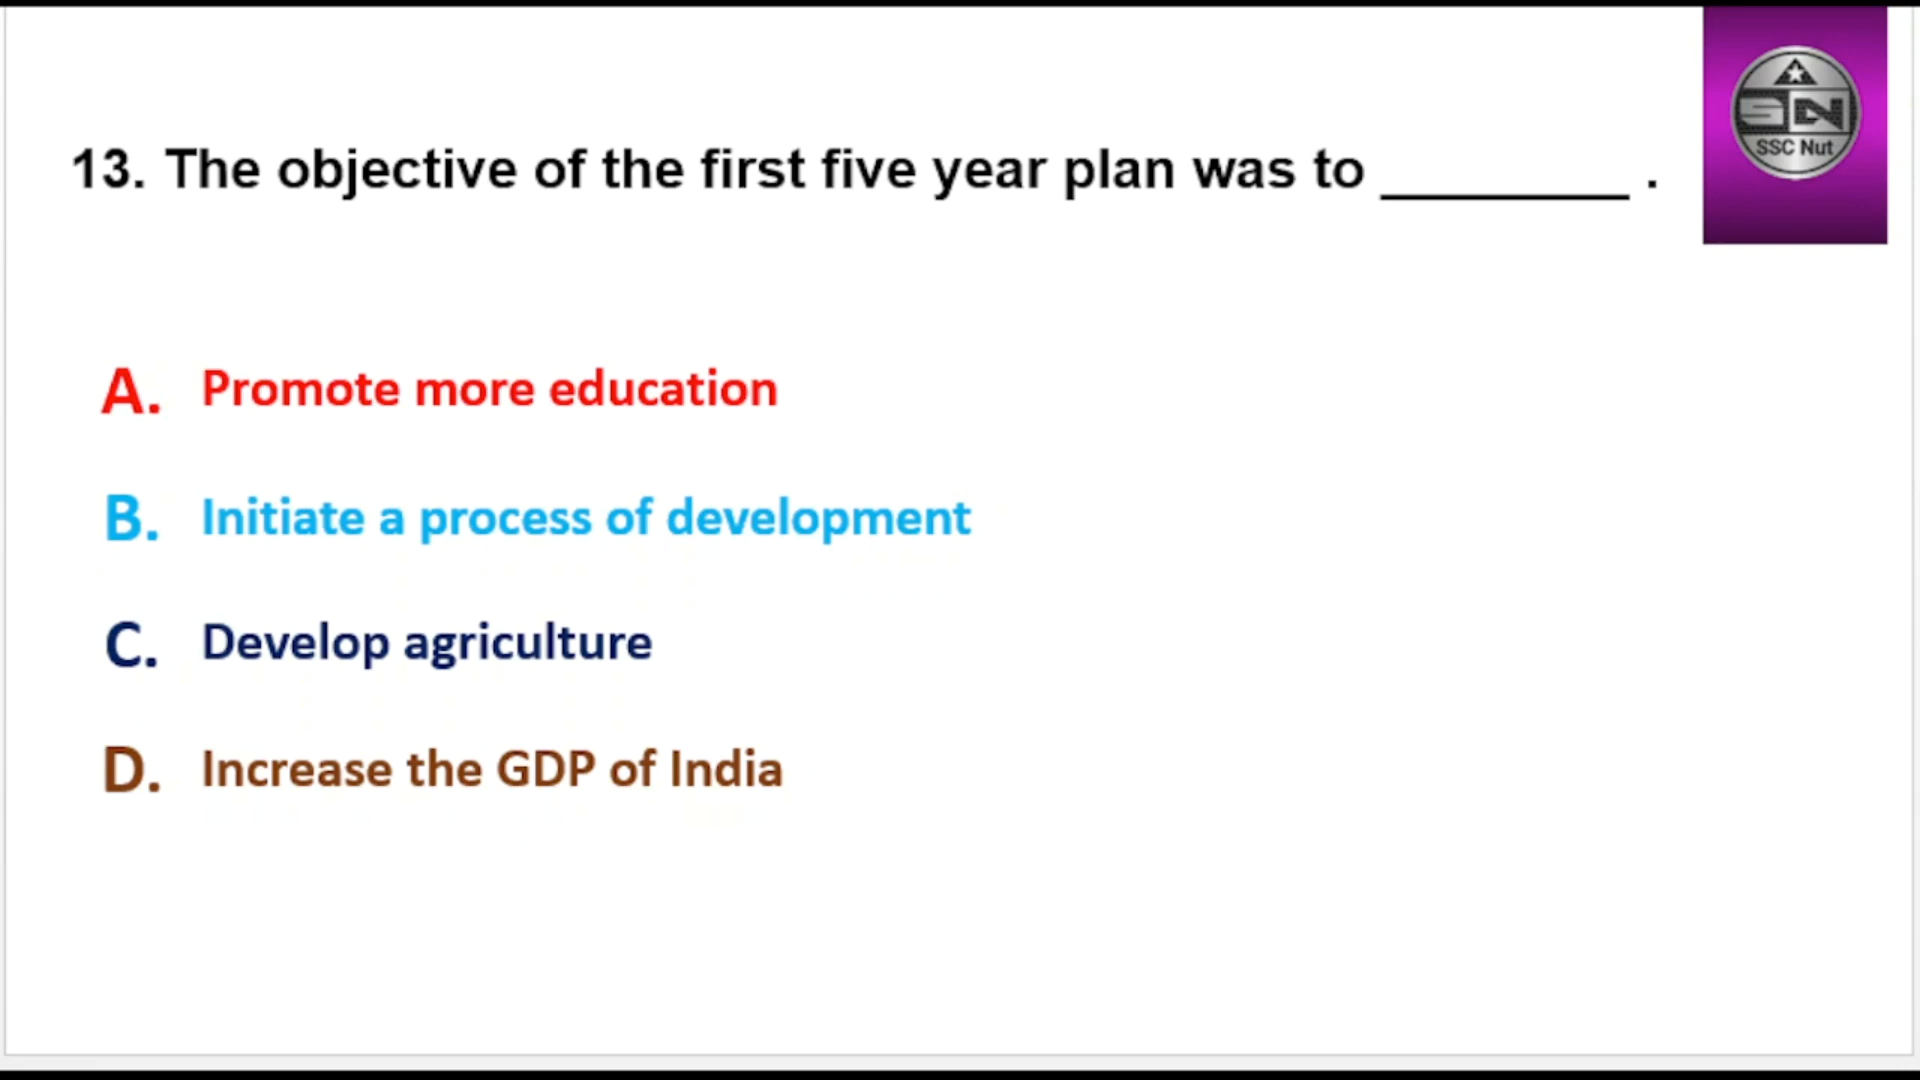 13. The objective of the first five year plan was to ________ .
SN
SSC Nut
A. Promote more education
B. Initiate a process of development
C. Develop agriculture
D. Increase the GDP of India